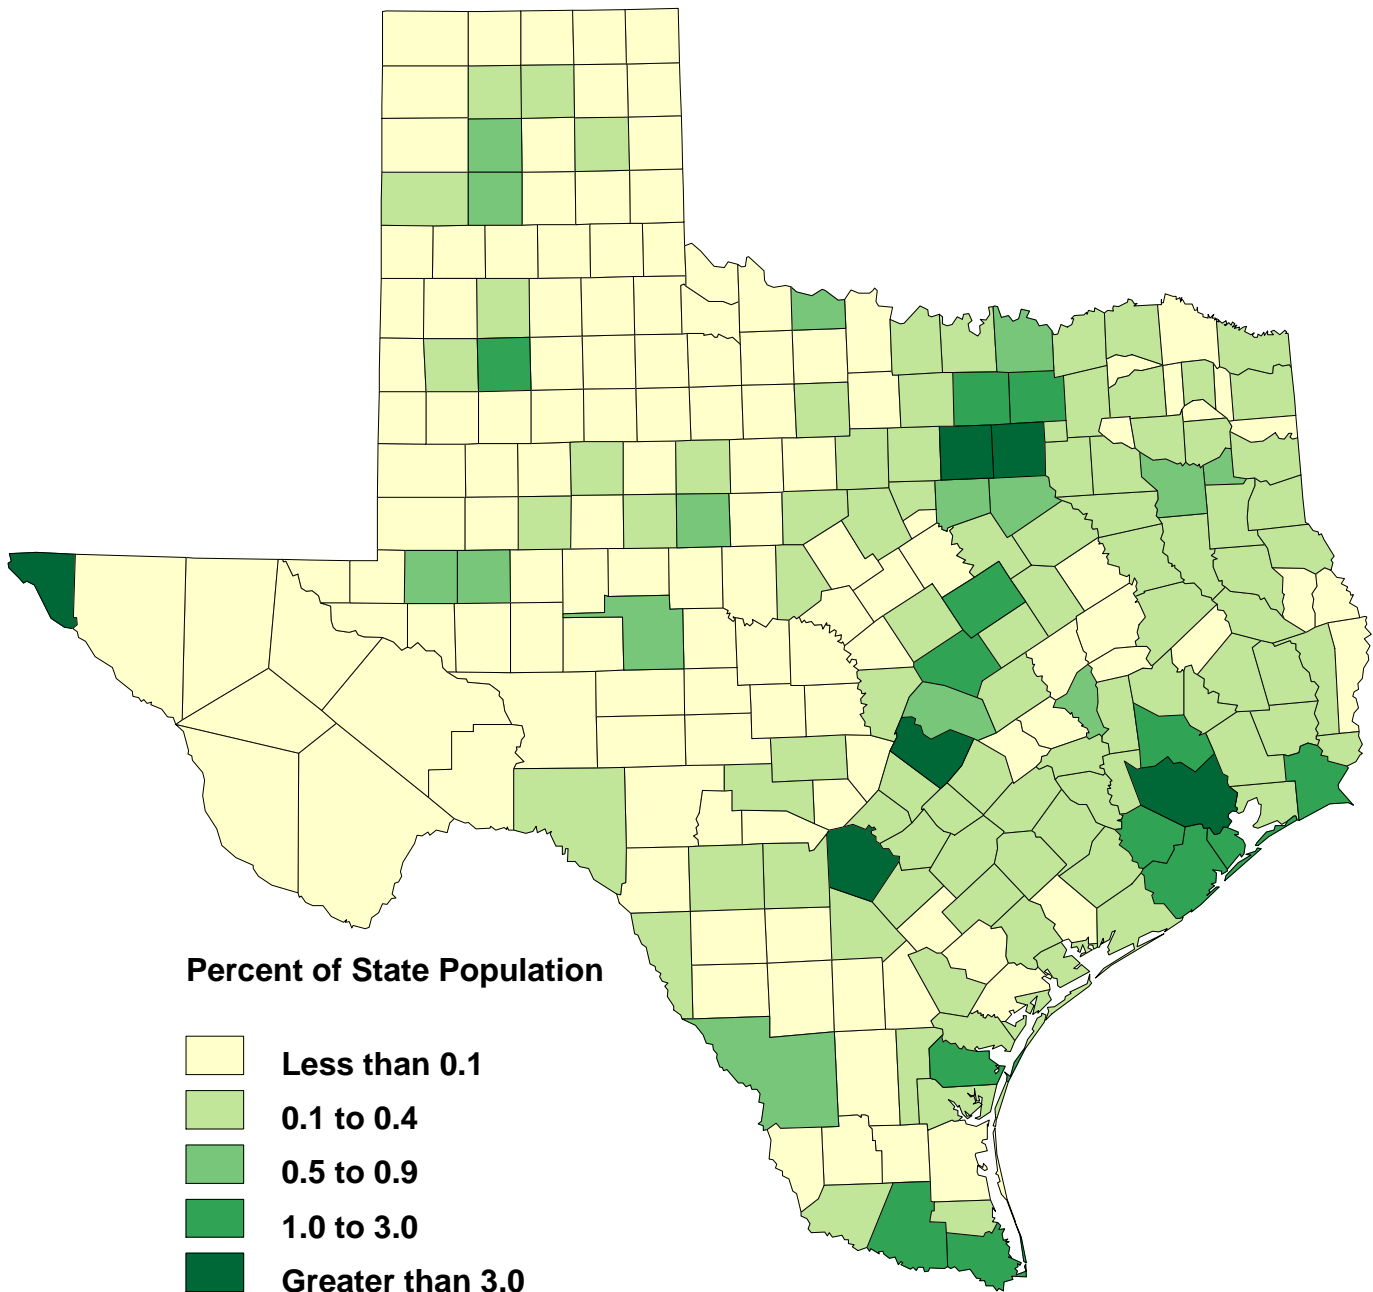 Percent of State Population
Less than 0.1
0.1 to 0.4
0.5 to 0.9
1.0 to 3.0
Greater than 3.0